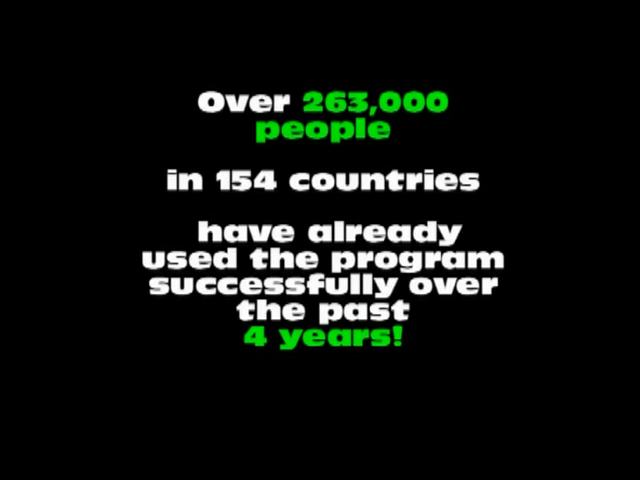 Over 263,000
people
in 154 countries
have already
used the program
successfully over
the past
4 years!